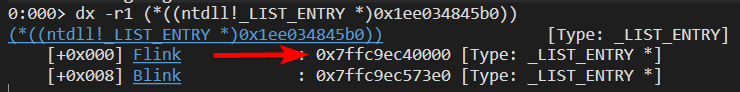 0:000> dx -r1 (*((ntdll!_LIST_ENTRY *)0x1ee034845b0))
(*((ntdll!_LIST_ENTRY *)0x1ee034845b0)) [Type: _LIST_ENTRY]
[+0x000] Flink : 0x7ffc9ec40000 [Type: _LIST_ENTRY *]
[+0x008] Blink : 0x7ffc9ec573e0 [Type: _LIST_ENTRY *]